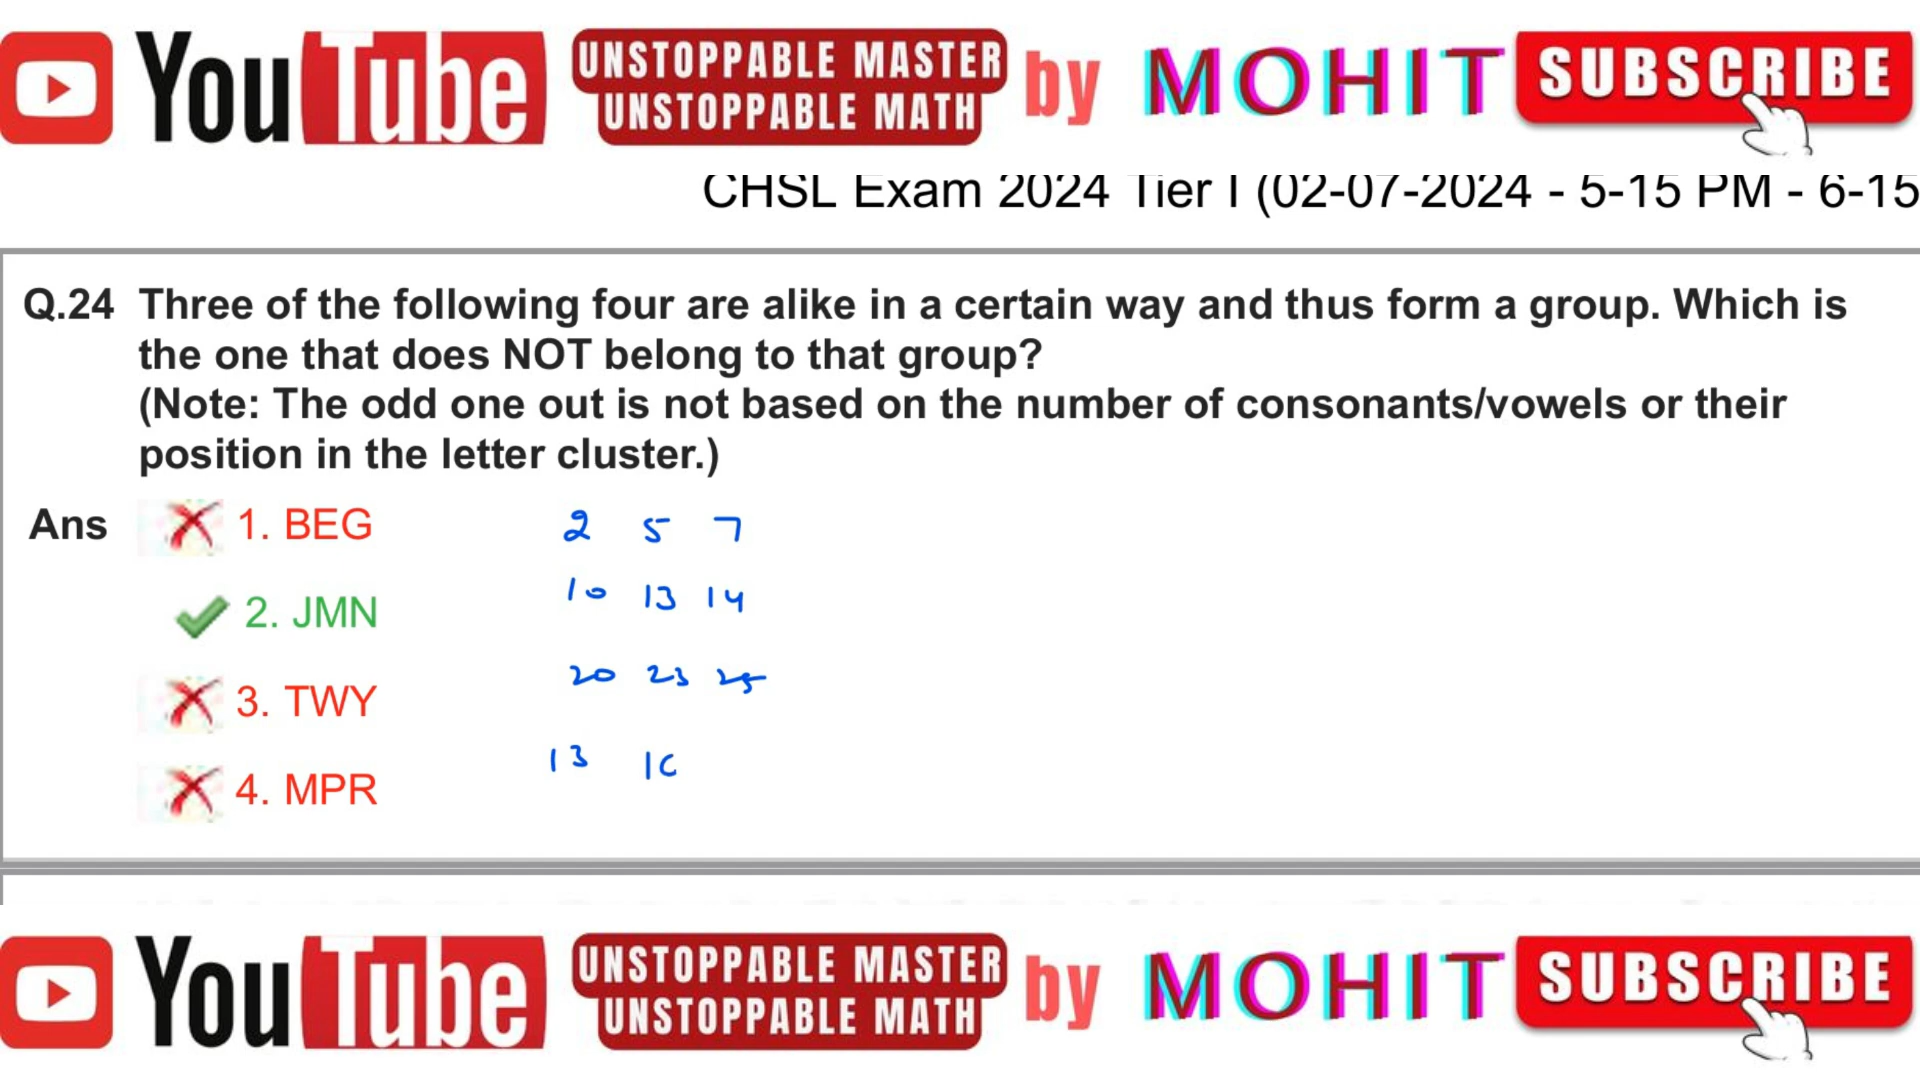 YouTube UNSTOPPABLE MASTER by MOHIT SUBSCRIBE
UNSTOPPABLE MATH
CHSL Exam 2024 Tier I (02-07-2024 - 5-15 PM - 6-15
Q.24 Three of the following four are alike in a certain way and thus form a group. Which is
the one that does NOT belong to that group?
(Note: The odd one out is not based on the number of consonants/vowels or their
position in the letter cluster.)
Ans 1. BEG 2 5 7
2. JMN 10 13 14
3. TWY 20 23 25
4. MPR 13 16
YouTube UNSTOPPABLE MASTER by MOHIT SUBSCRIBE
UNSTOPPABLE MATH